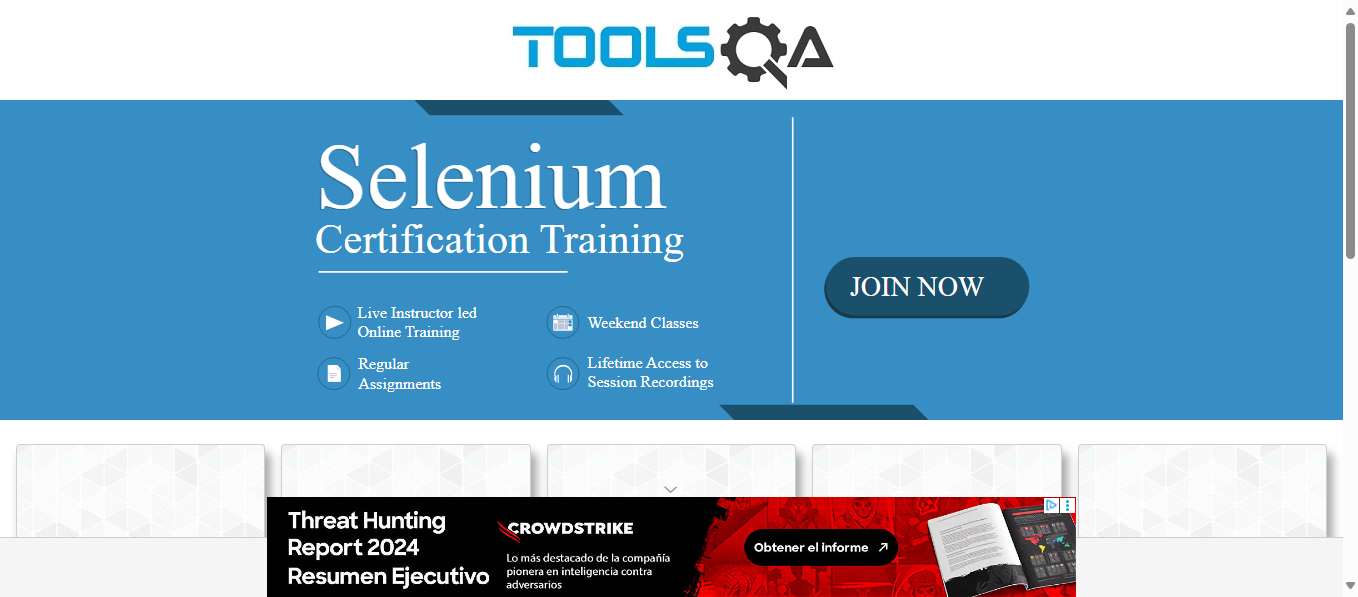 TOOLSQA
Selenium
Certification Training
Live Instructor led
Online Training
Weekend Classes
Regular
Assignments
Lifetime Access to
Session Recordings
JOIN NOW
Threat Hunting
Report 2024
Resumen Ejecutivo
CROWDSTRIKE
Lo más destacado de la compañía
pionera en inteligencia contra
adversarios
Obtener el informe